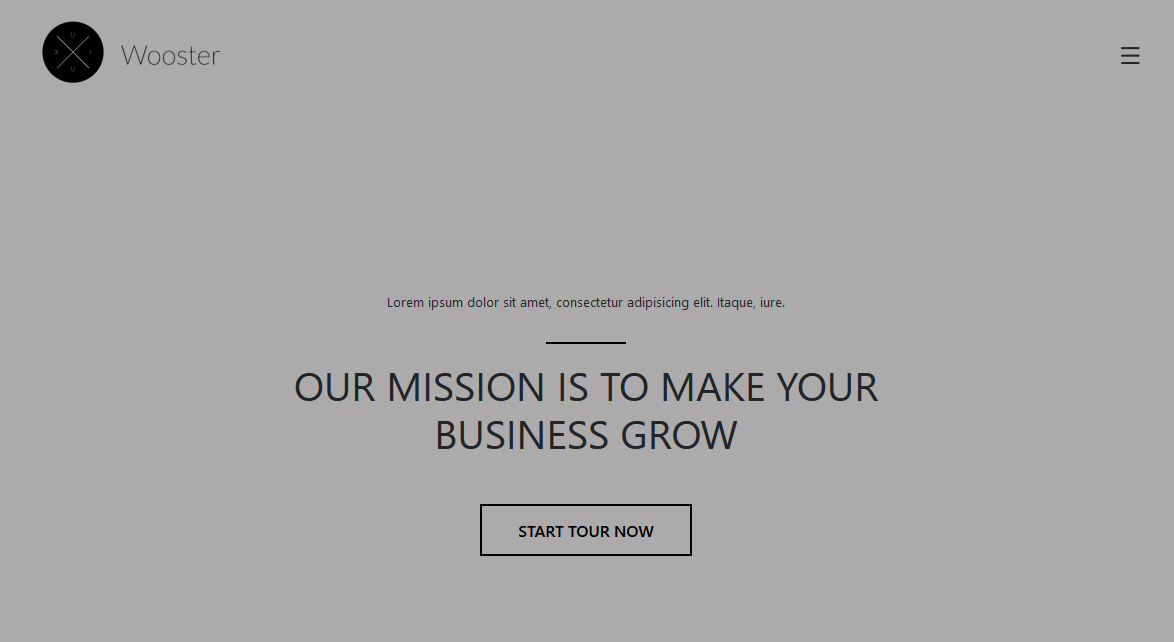 U
X I
U
Wooster
Lorem ipsum dolor sit amet, consectetur adipisicing elit. Itaque, iure.
OUR MISSION IS TO MAKE YOUR
BUSINESS GROW
START TOUR NOW